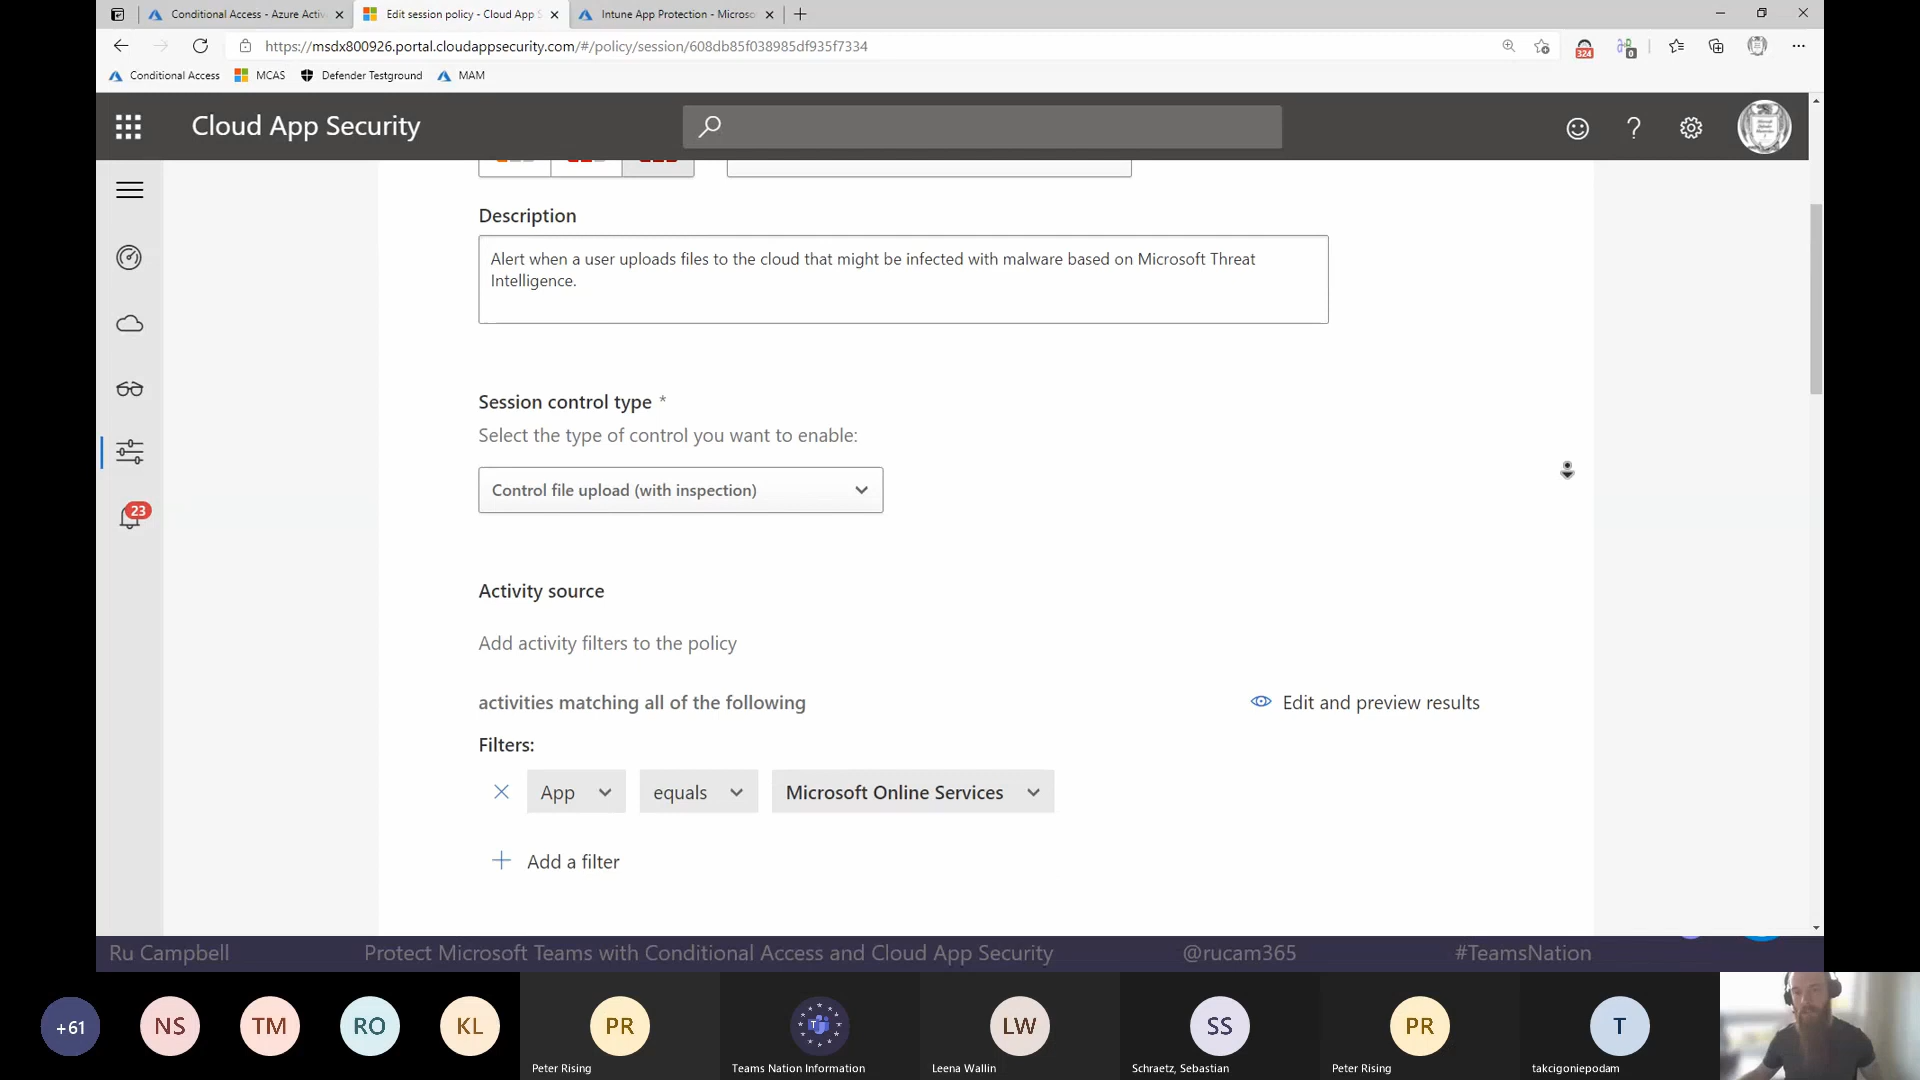 Conditional Access - Azure Activ
Edit session policy - Cloud App S
Intune App Protection - Microso
https://msdx800926.portal.cloudappsecurity.com/#/policy/session/608db85f038985df935f7334
324
Conditional Access
MCAS
Defender Testground
MAM
Cloud App Security
Description
Alert when a user uploads files to the cloud that might be infected with malware based on Microsoft Threat
Intelligence.
Session control type *
Select the type of control you want to enable:
Control file upload (with inspection)
23
Activity source
Add activity filters to the policy
activities matching all of the following
Edit and preview results
Filters:
App
equals
Microsoft Online Services
Add a filter
Ru Campbell
Protect Microsoft Teams with Conditional Access and Cloud App Security
@rucam365
#TeamsNation
+61
NS
TM
RO
KL
PR
LW
SS
PR
T
Peter Rising
Teams Nation Information
Leena Wallin
Schraetz, Sebastian
Peter Rising
takcigoniepodam